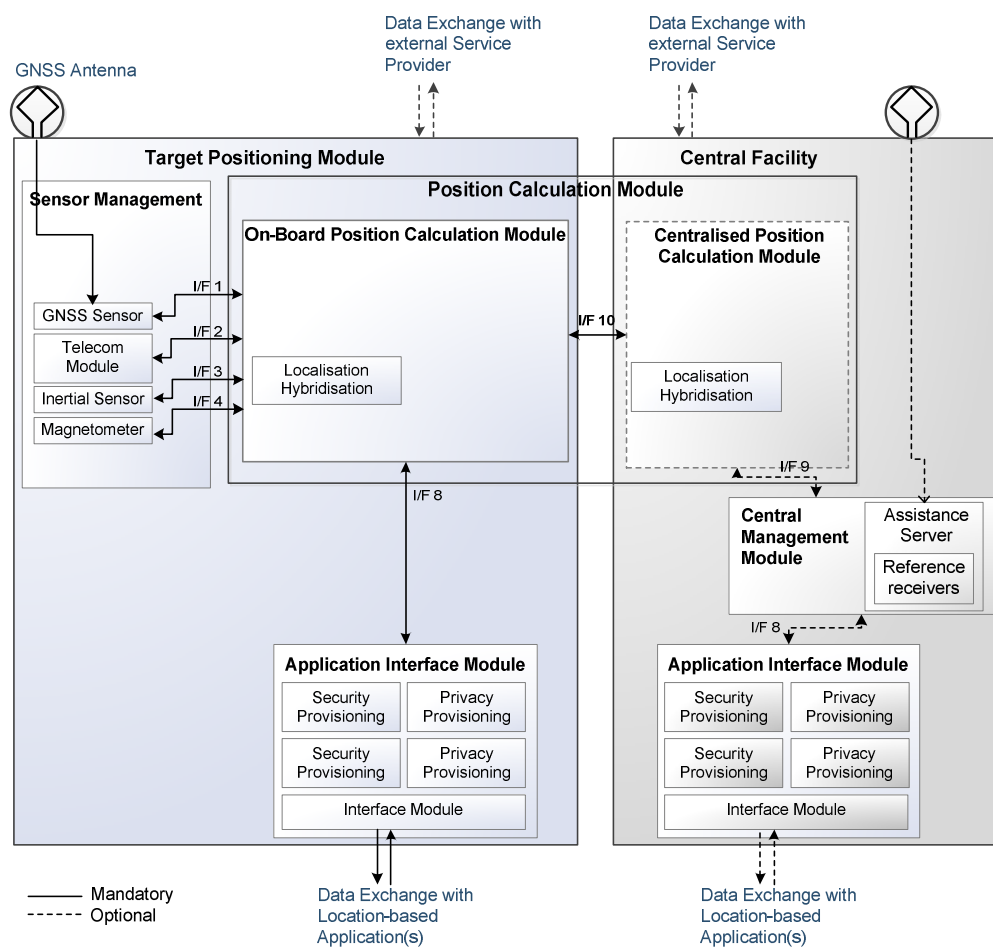 Data Exchange with
external Service
Provider
Data Exchange with
external Service
Provider
GNSS Antenna
Target Positioning Module
Central Facility
Position Calculation Module
Sensor Management
On-Board Position Calculation Module
Centralised Position
Calculation Module
I/F 1
GNSS Sensor
I/F 2
Telecom
Module
I/F 3
Inertial Sensor
I/F 4
Magnetometer
Localisation
Hybridisation
I/F 10
Localisation
Hybridisation
I/F 8
I/F 9
Central
Management
Module
Assistance
Server
Reference
receivers
I/F 8
Application Interface Module
Security
Provisioning
Privacy
Provisioning
Security
Provisioning
Privacy
Provisioning
Interface Module
Application Interface Module
Security
Provisioning
Privacy
Provisioning
Security
Provisioning
Privacy
Provisioning
Interface Module
Mandatory
Optional
Data Exchange with
Location-based
Application(s)
Data Exchange with
Location-based
Application(s)